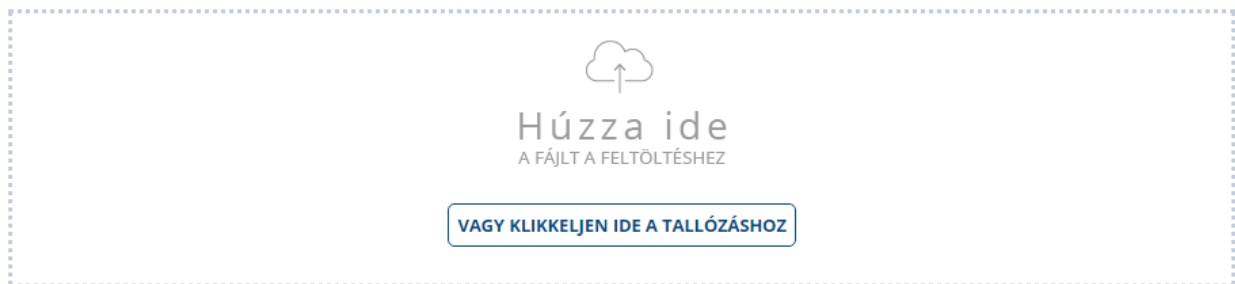 Húzza ide
A FÁJLT A FELTÖLTÉSHEZ
VAGY KLIKKELJEN IDE A TALLÓZÁSHOZ